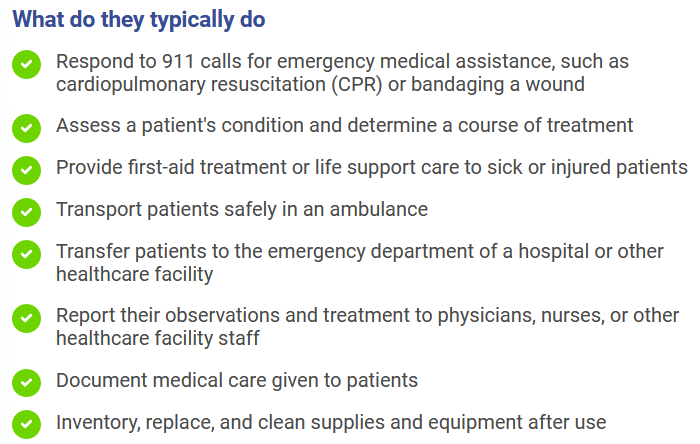 What do they typically do
Respond to 911 calls for emergency medical assistance, such as
cardiopulmonary resuscitation (CPR) or bandaging a wound
Assess a patient's condition and determine a course of treatment
Provide first-aid treatment or life support care to sick or injured patients
Transport patients safely in an ambulance
Transfer patients to the emergency department of a hospital or other
healthcare facility
Report their observations and treatment to physicians, nurses, or other
healthcare facility staff
Document medical care given to patients
Inventory, replace, and clean supplies and equipment after use